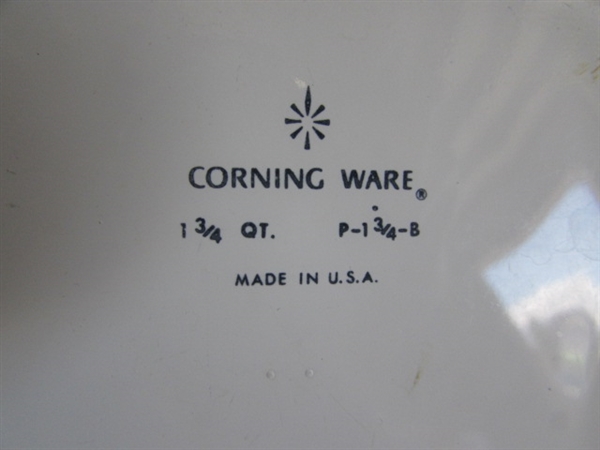 CORNING WARE®
1 3/4 QT. P-1 3/4-B
MADE IN U.S.A.